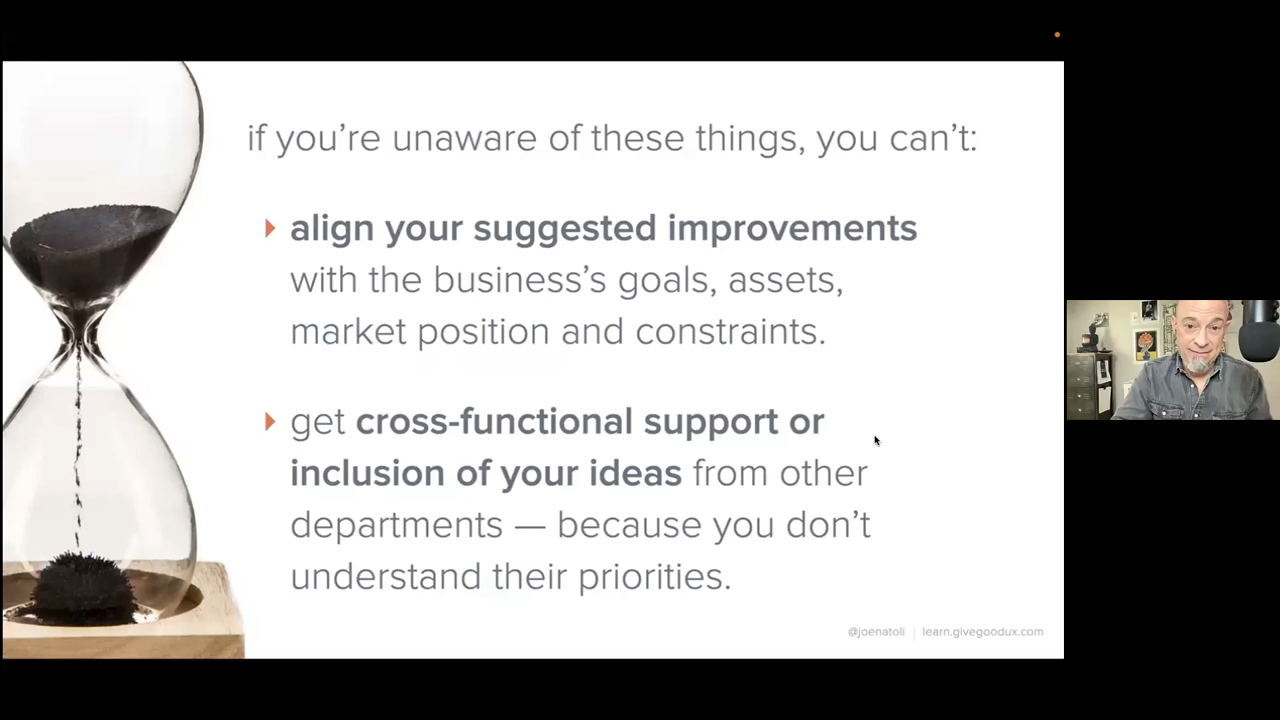 if you’re unaware of these things, you can’t:
align your suggested improvements
with the business’s goals, assets,
market position and constraints.
get cross-functional support or
inclusion of your ideas from other
departments — because you don’t
understand their priorities.
@joenatoli | learn.givegoodux.com